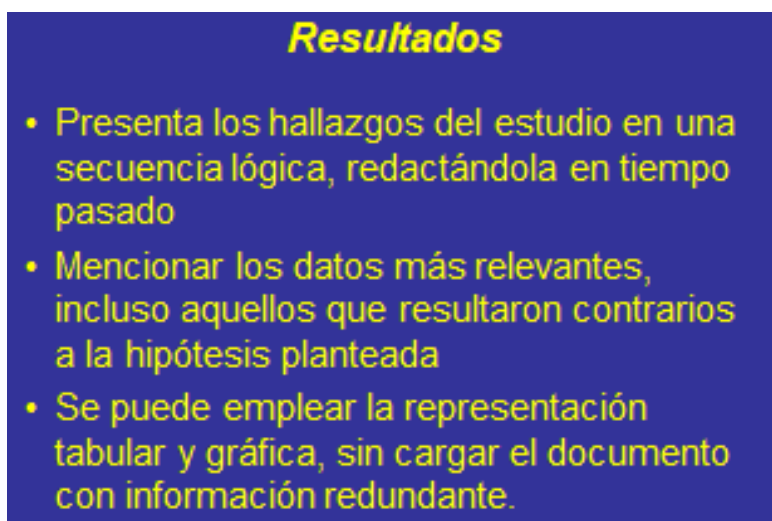 Resultados
• Presenta los hallazgos del estudio en una
secuencia lógica, redactándola en tiempo
pasado
• Mencionar los datos más relevantes,
incluso aquellos que resultaron contrarios
a la hipótesis planteada
• Se puede emplear la representación
tabular y gráfica, sin cargar el documento
con información redundante.